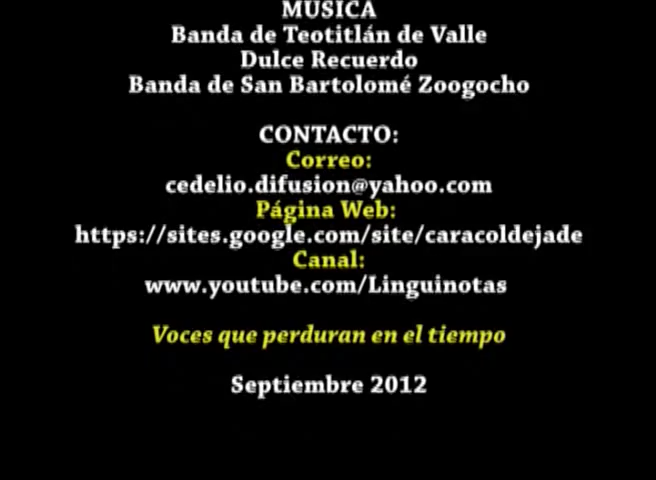 MUSICA
Banda de Teotitlán de Valle
Dulce Recuerdo
Banda de San Bartolomé Zoogocho
CONTACTO:
Correo:
cedelio.difusion@yahoo.com
Página Web:
https://sites.google.com/site/caracoldejade
Canal:
www.youtube.com/Linguinotas
Voces que perduran en el tiempo
Septiembre 2012